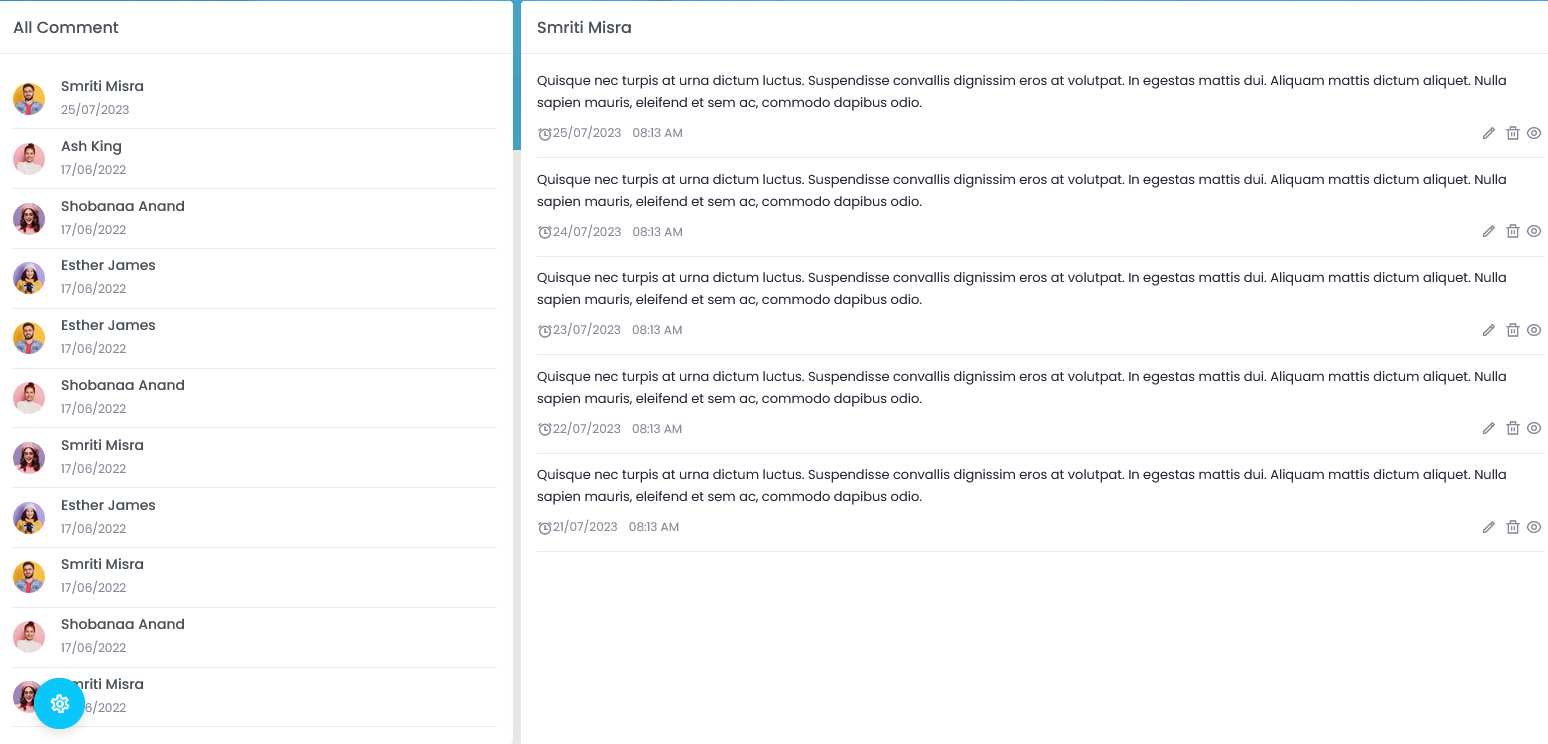 All Comment
Smriti Misra
25/07/2023
Ash King
17/06/2022
Shobanaa Anand
17/06/2022
Esther James
17/06/2022
Esther James
17/06/2022
Shobanaa Anand
17/06/2022
Smriti Misra
17/06/2022
Esther James
17/06/2022
Smriti Misra
17/06/2022
Shobanaa Anand
17/06/2022
Misra
Smriti Misra
Quisque nec turpis at urna dictum luctus. Suspendisse convallis dignissim eros at volutpat. In egestas mattis dui. Aliquam mattis dictum aliquet. Nulla
sapien mauris, eleifend et sem ac, commodo dapibus odio.
25/07/2023 08:13 AM
Quisque nec turpis at urna dictum luctus. Suspendisse convallis dignissim eros at volutpat. In egestas mattis dui. Aliquam mattis dictum aliquet. Nulla
sapien mauris, eleifend et sem ac, commodo dapibus odio.
24/07/2023 08:13 AM
Quisque nec turpis at urna dictum luctus. Suspendisse convallis dignissim eros at volutpat. In egestas mattis dui. Aliquam mattis dictum aliquet. Nulla
sapien mauris, eleifend et sem ac, commodo dapibus odio.
23/07/2023 08:13 AM
Quisque nec turpis at urna dictum luctus. Suspendisse convallis dignissim eros at volutpat. In egestas mattis dui. Aliquam mattis dictum aliquet. Nulla
sapien mauris, eleifend et sem ac, commodo dapibus odio.
22/07/2023 08:13 AM
Quisque nec turpis at urna dictum luctus. Suspendisse convallis dignissim eros at volutpat. In egestas mattis dui. Aliquam mattis dictum aliquet. Nulla
sapien mauris, eleifend et sem ac, commodo dapibus odio.
21/07/2023 08:13 AM